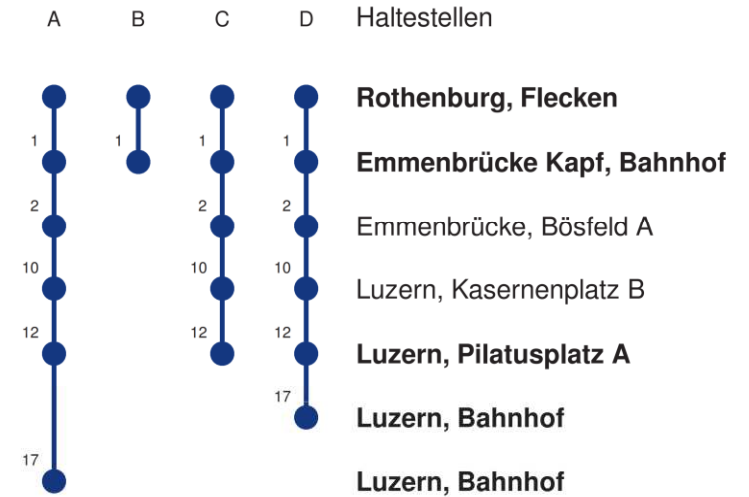 A B C D Haltestellen
Rothenburg, Flecken
1 1 1 1 Emmenbrücke Kapf, Bahnhof
2 2 2 Emmenbrücke, Bösfeld A
10 10 10 Luzern, Kasernenplatz B
12 12 12 Luzern, Pilatusplatz A
17 Luzern, Bahnhof
17 Luzern, Bahnhof